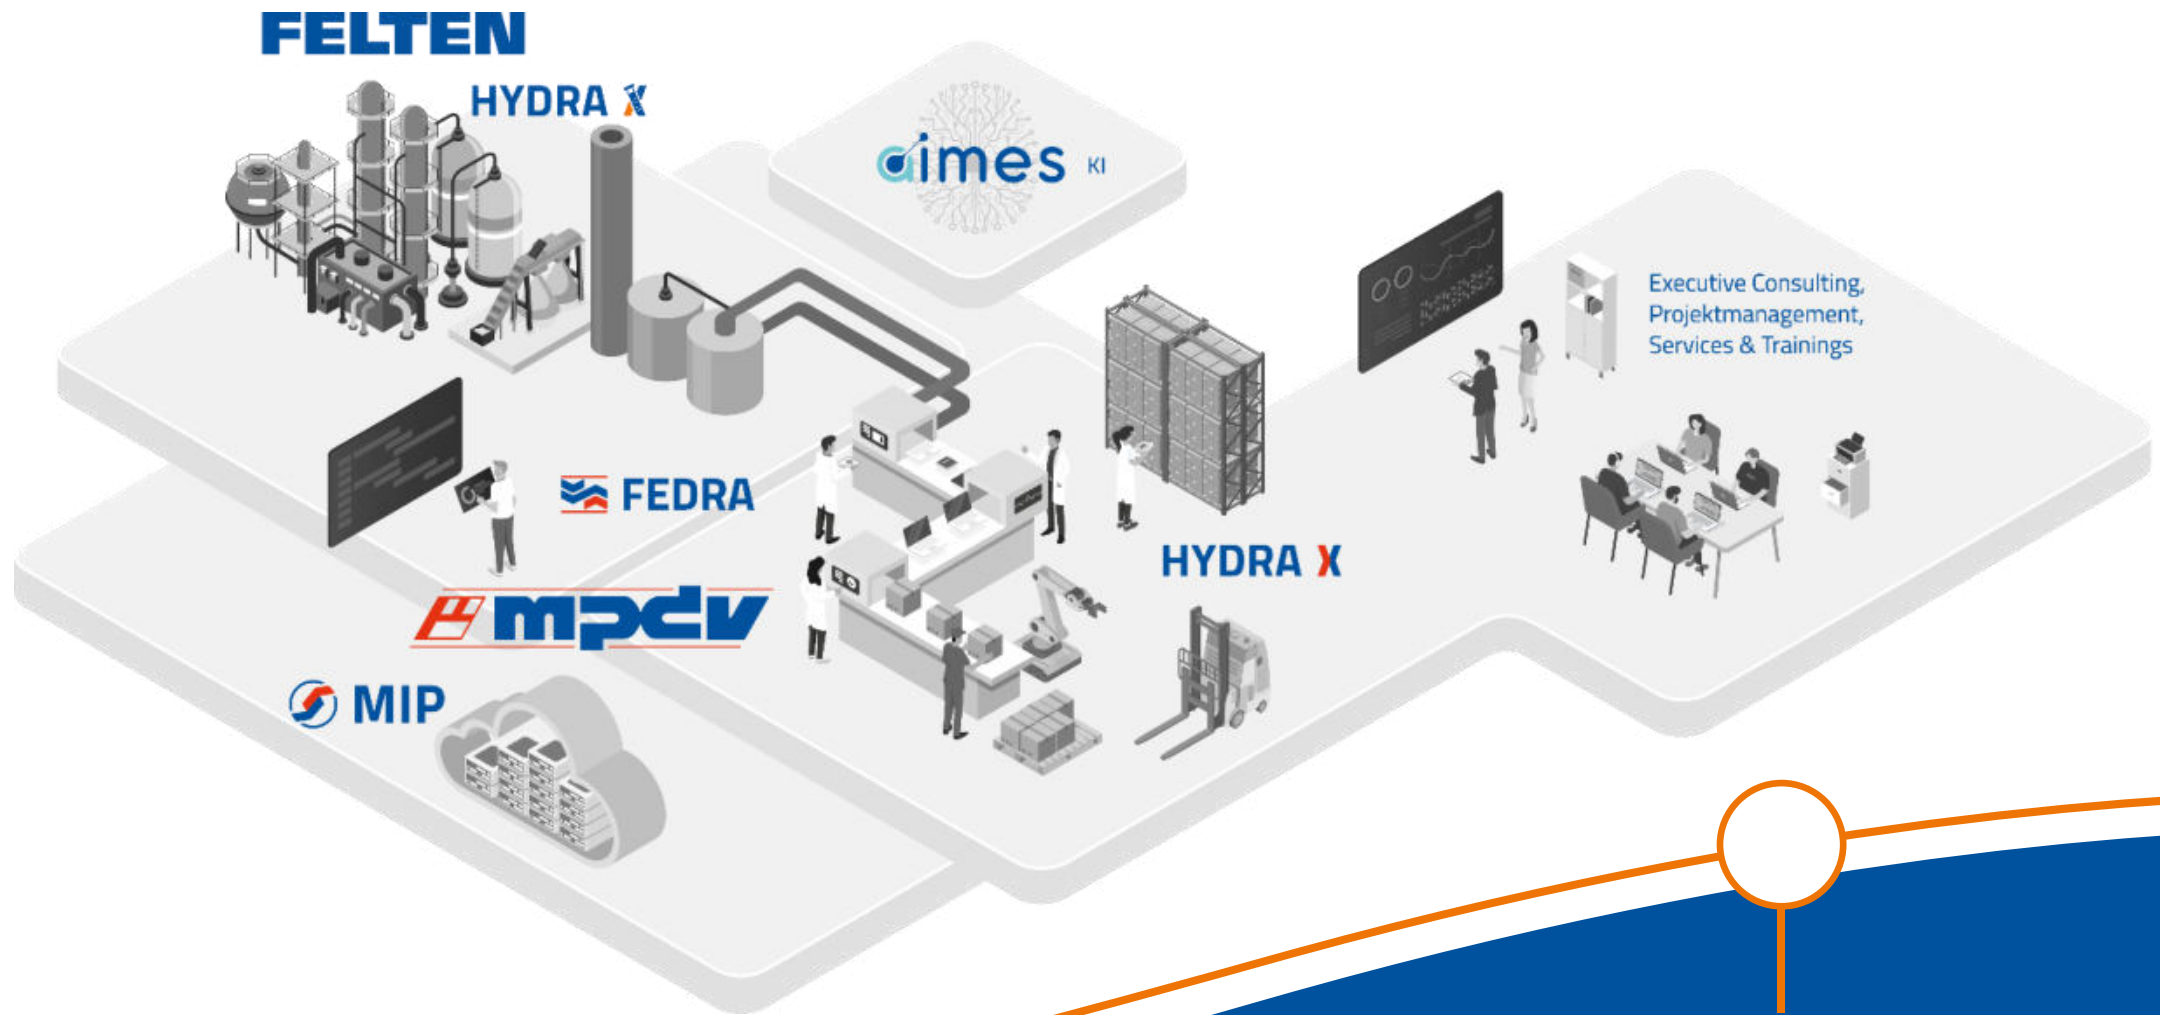 FELTEN
HYDRA X
aimes KI
Executive Consulting,
Projektmanagement,
Services & Trainings
FEDRA
HYDRA X
mpdv
MIP